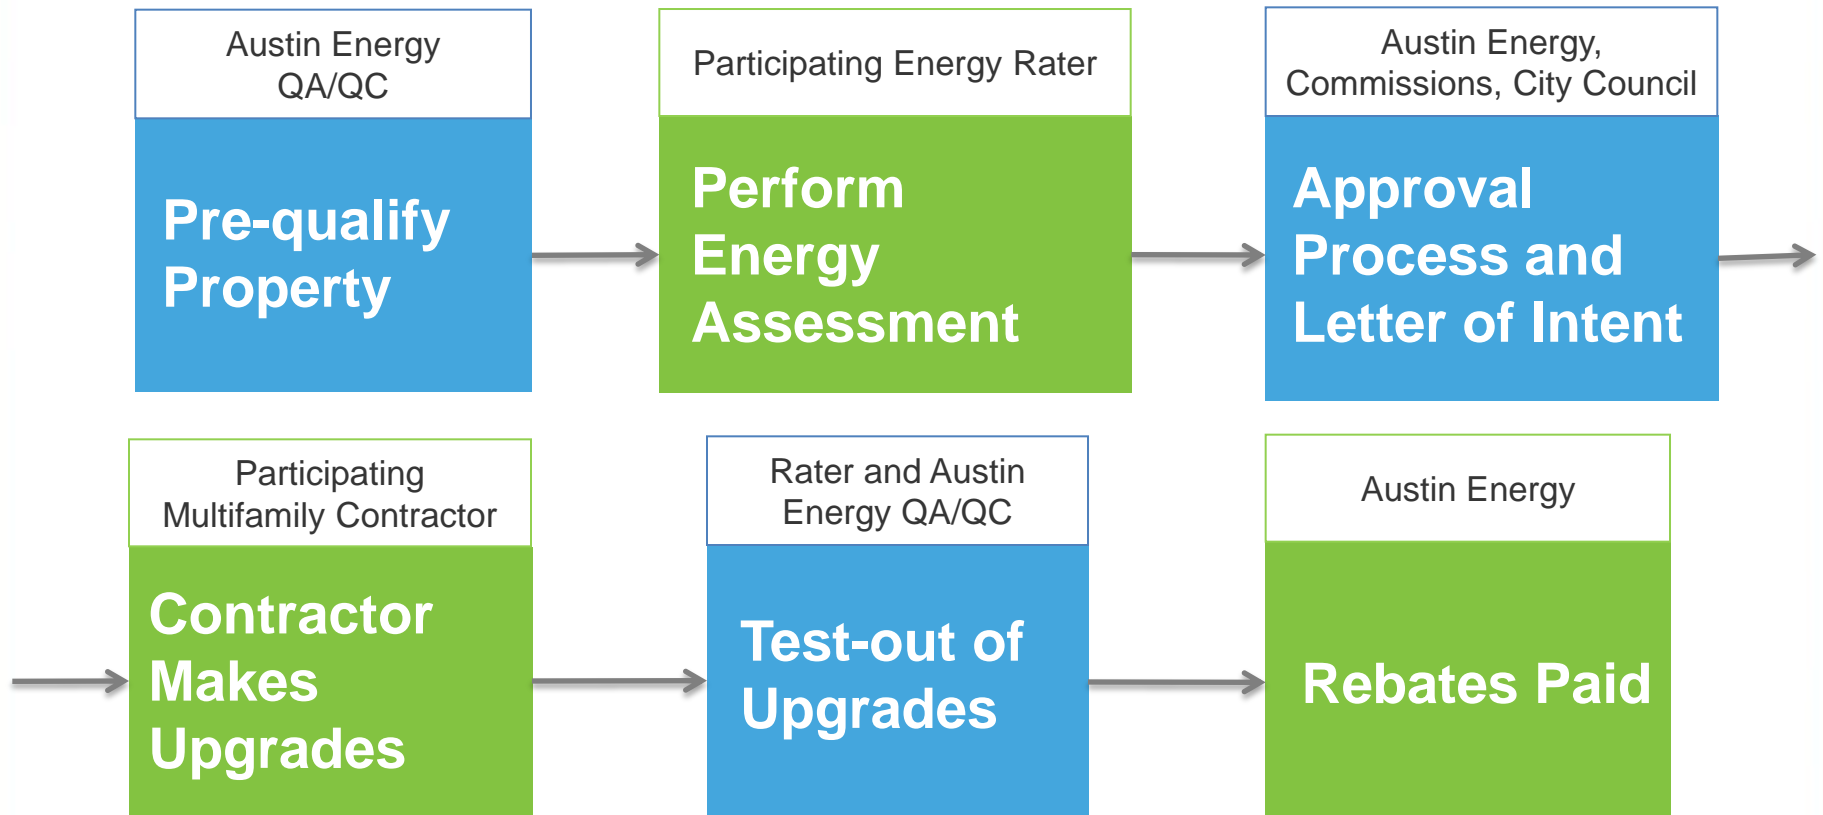 Austin Energy
QA/QC
Pre-qualify
Property
Participating Energy Rater
Perform
Energy
Assessment
Austin Energy,
Commissions, City Council
Approval
Process and
Letter of Intent
Participating
Multifamily Contractor
Contractor
Makes
Upgrades
Rater and Austin
Energy QA/QC
Test-out of
Upgrades
Austin Energy
Rebates Paid